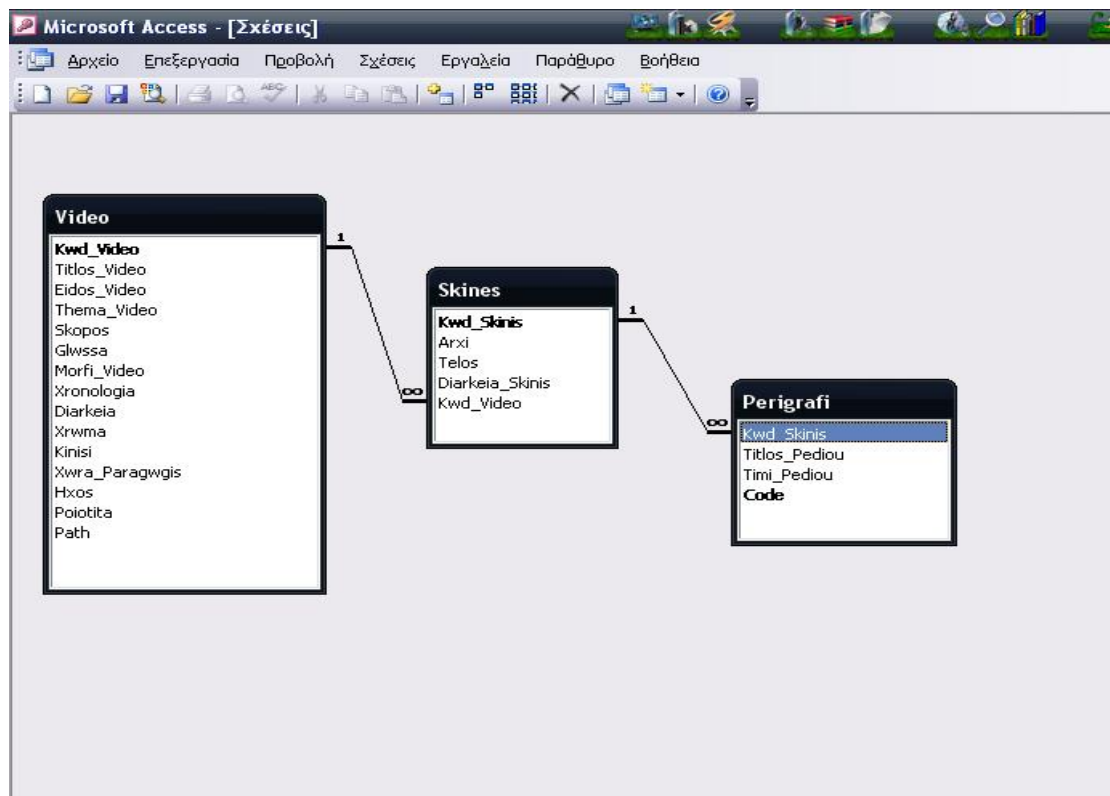 Microsoft Access - [Σχέσεις]
Αρχείο Επεξεργασία Προβολή Σχέσεις Εργαλεία Παράθυρο Βοήθεια
Video
Kwd_Video
Titlos_Video
Eidos_Video
Thema_Video
Skopos
Glwssa
Morfi_Video
Xronologia
Diarkeia
Xrwma
Kinisi
Xwra_Paragwgis
Hxos
Poiotita
Path
1
∞
Skines
Kwd_Skinis
Arxi
Telos
Diarkeia_Skinis
Kwd_Video
1
∞
Perigrafi
Kwd_Skinis
Titlos_Pediou
Timi_Pediou
Code